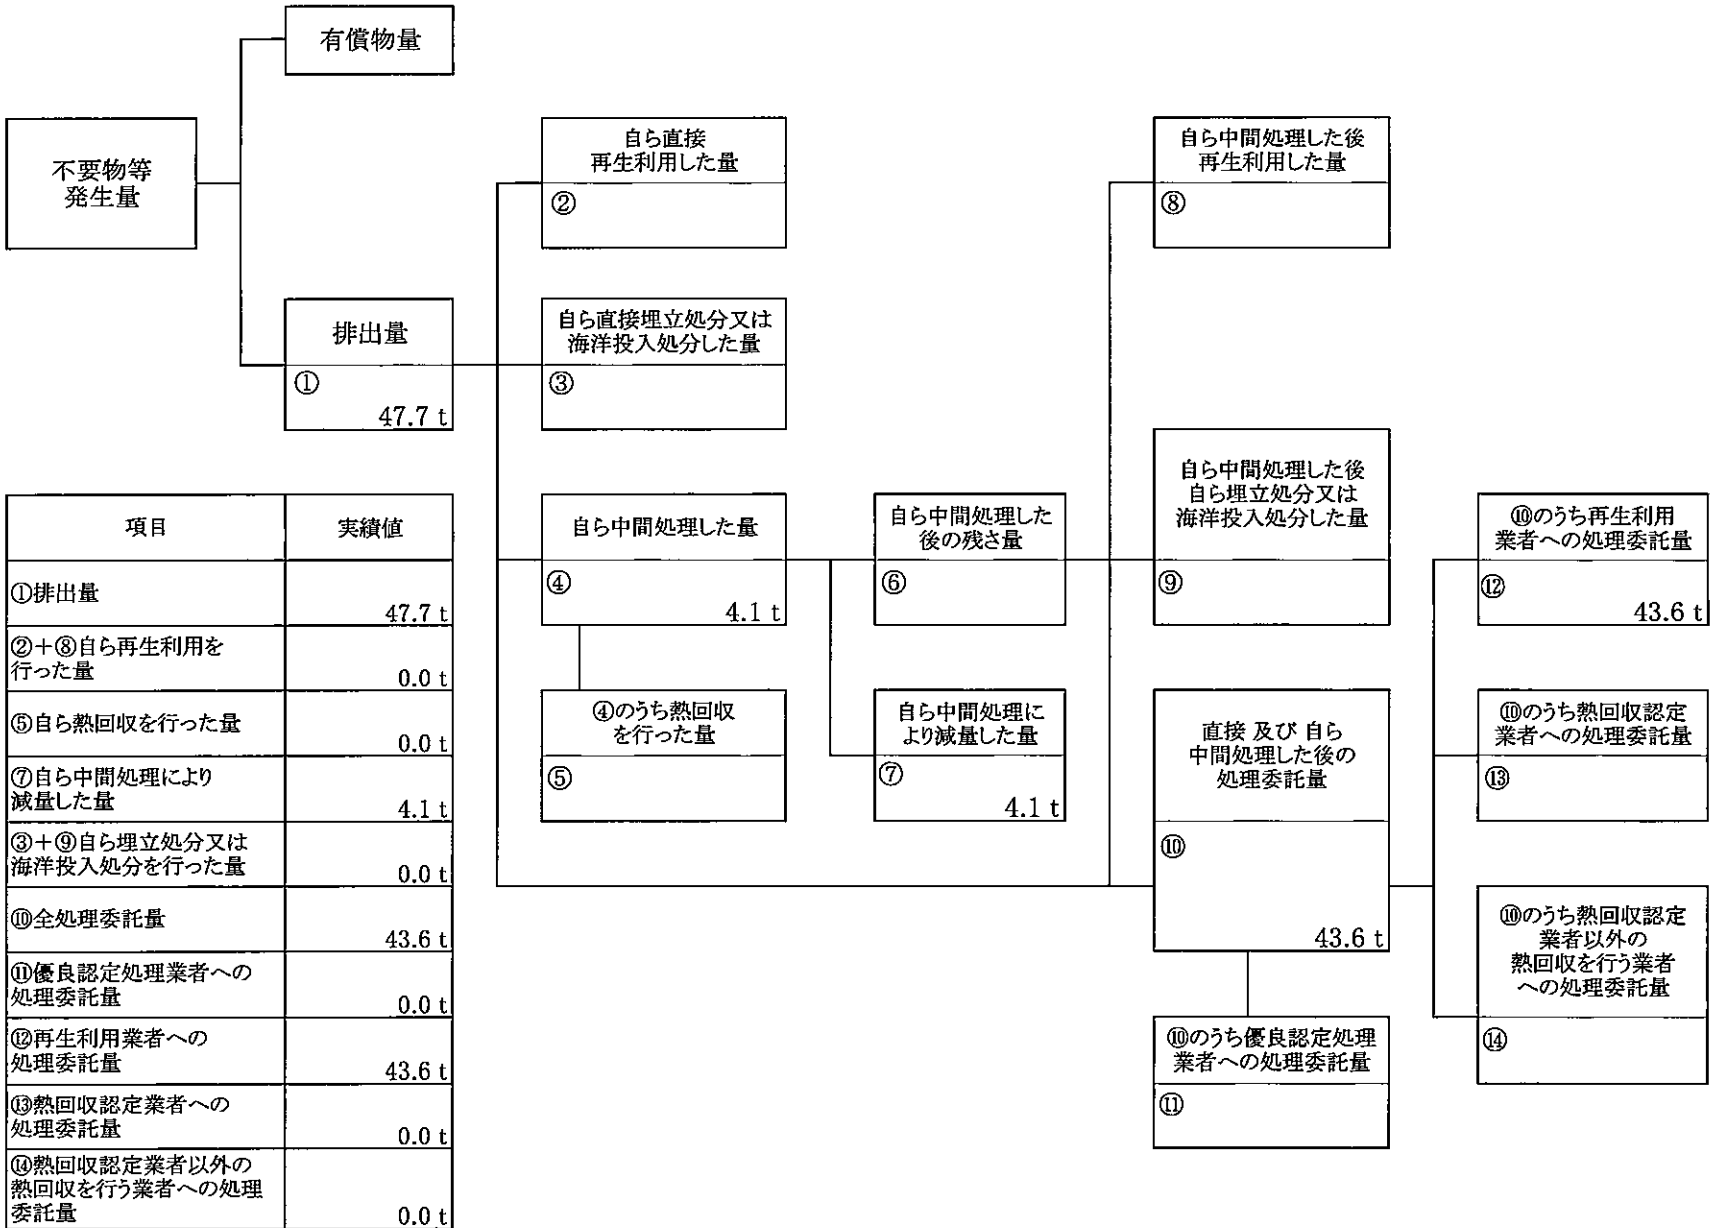 有償物量
不要物等
発生量
自ら直接
再生利用した量
②
自ら中間処理した後
再生利用した量
⑧
排出量
①
47.7 t
自ら直接埋立処分又は
海洋投入処分した量
③
自ら中間処理した量
④
4.1 t
自ら中間処理した
後の残さ量
⑥
自ら中間処理した後
自ら埋立処分又は
海洋投入処分した量
⑨
⑩のうち再生利用
業者への処理委託量
⑫
43.6 t
④のうち熱回収
を行った量
⑤
自ら中間処理に
より減量した量
⑦
4.1 t
直接 及び 自ら
中間処理した後の
処理委託量
⑩
43.6 t
⑩のうち熱回収認定
業者への処理委託量
⑬
⑩のうち熱回収認定
業者以外の
熱回収を行う業者
への処理委託量
⑭
⑩のうち優良認定処理
業者への処理委託量
⑪
項目 実績値
①排出量
47.7 t
②+⑧自ら再生利用を
行った量
0.0 t
⑤自ら熱回収を行った量
0.0 t
⑦自ら中間処理により
減量した量
4.1 t
③+⑨自ら埋立処分又は
海洋投入処分を行った量
0.0 t
⑩全処理委託量
43.6 t
⑪優良認定処理業者への
処理委託量
0.0 t
⑫再生利用業者への
処理委託量
43.6 t
⑬熱回収認定業者への
処理委託量
0.0 t
⑭熱回収認定業者以外の
熱回収を行う業者への処理
委託量
0.0 t